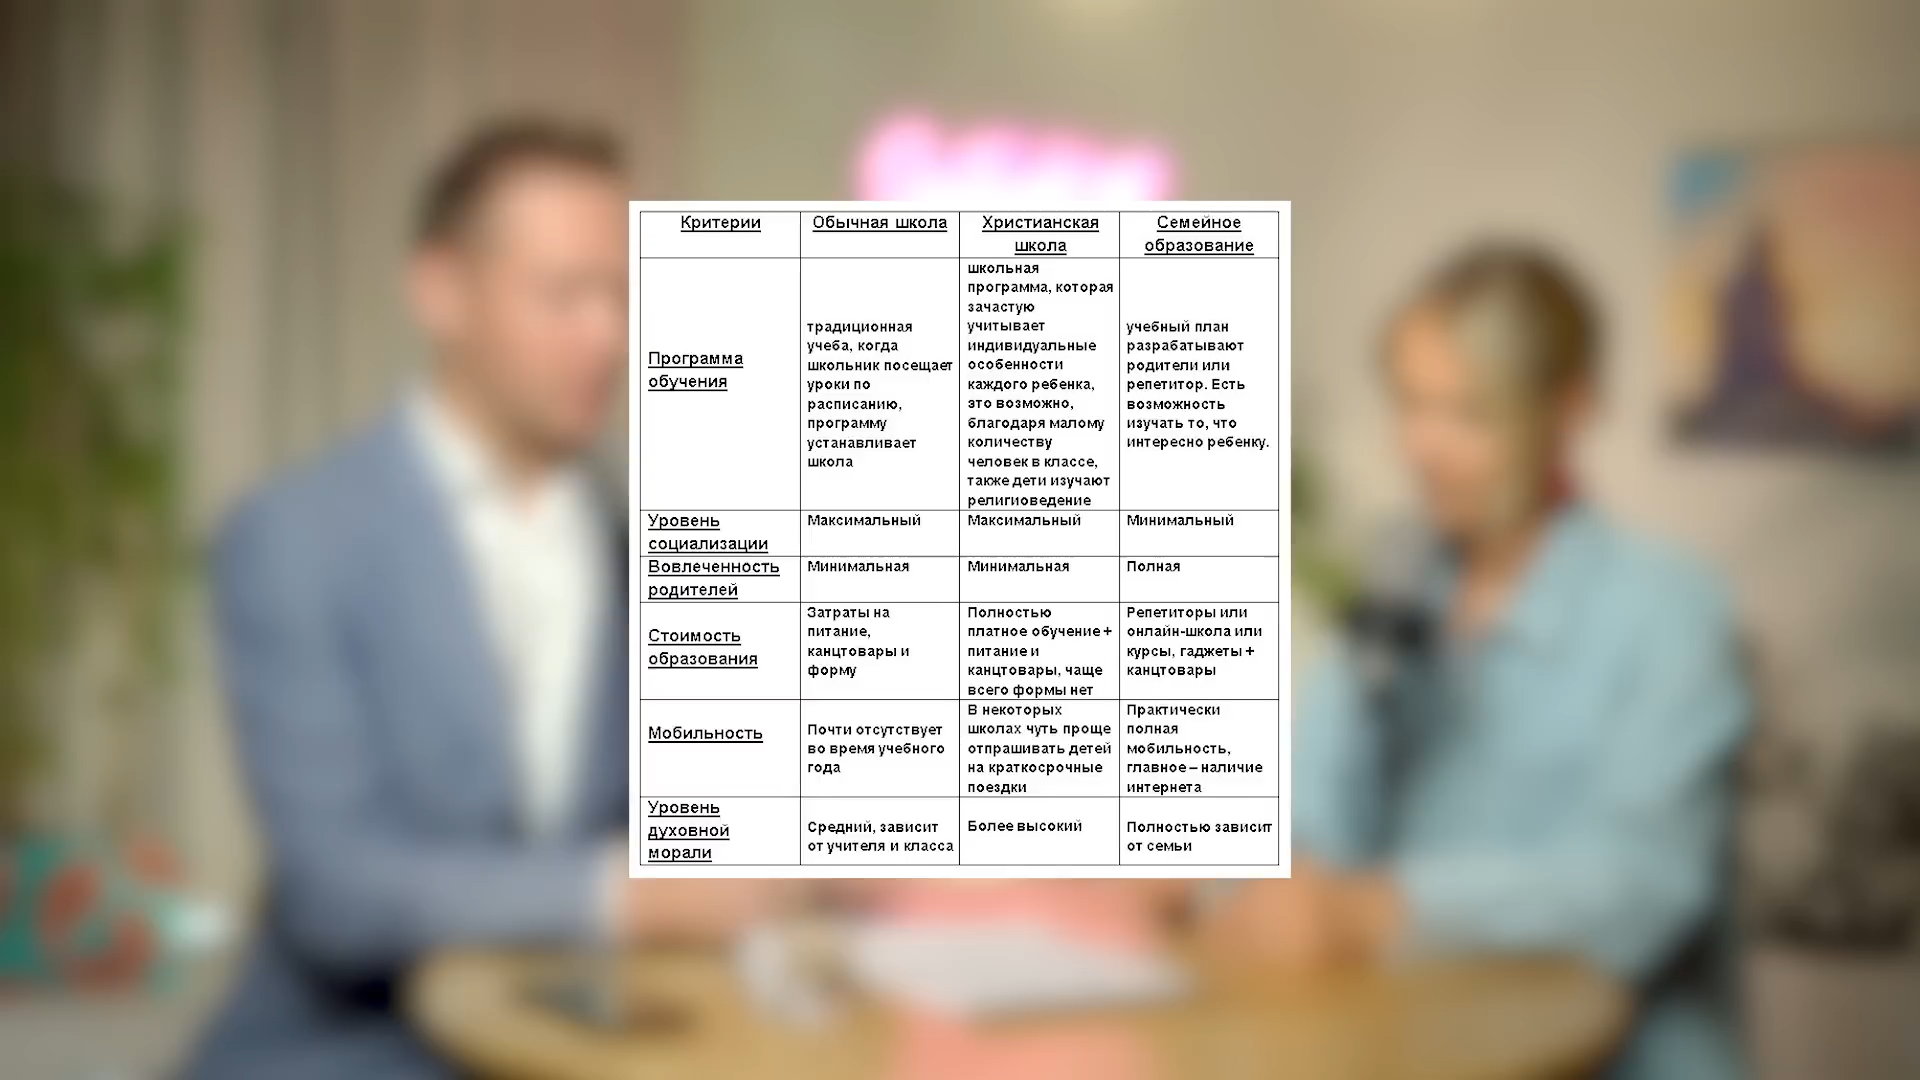 Критерии
Обычная школа
Христианская
школа
Семейное
образование
Программа
обучения
традиционная
учеба, когда
школьник посещает
уроки по
расписанию,
программу
устанавливает
школа
школьная
программа, которая
зачастую
учитывает
индивидуальные
особенности
каждого ребенка,
это возможно,
благодаря малому
количеству
человек в классе,
также дети изучают
религиоведение
учебный план
разрабатывают
родители или
репетитор. Есть
возможность
изучать то, что
интересно ребенку.
Уровень
социализации
Максимальный
Максимальный
Минимальный
Вовлеченность
родителей
Минимальная
Минимальная
Полная
Стоимость
образования
Затраты на
питание,
канцтовары и
форму
Полностью
платное обучение +
питание и
канцтовары, чаще
всего формы нет
Репетиторы или
онлайн-школа или
курсы, гаджеты +
канцтовары
Мобильность
Почти отсутствует
во время учебного
года
В некоторых
школах чуть проще
отпрашивать детей
на краткосрочные
поездки
Практически
полная
мобильность,
главное – наличие
интернета
Уровень
духовной
морали
Средний, зависит
от учителя и класса
Более высокий
Полностью зависит
от семьи